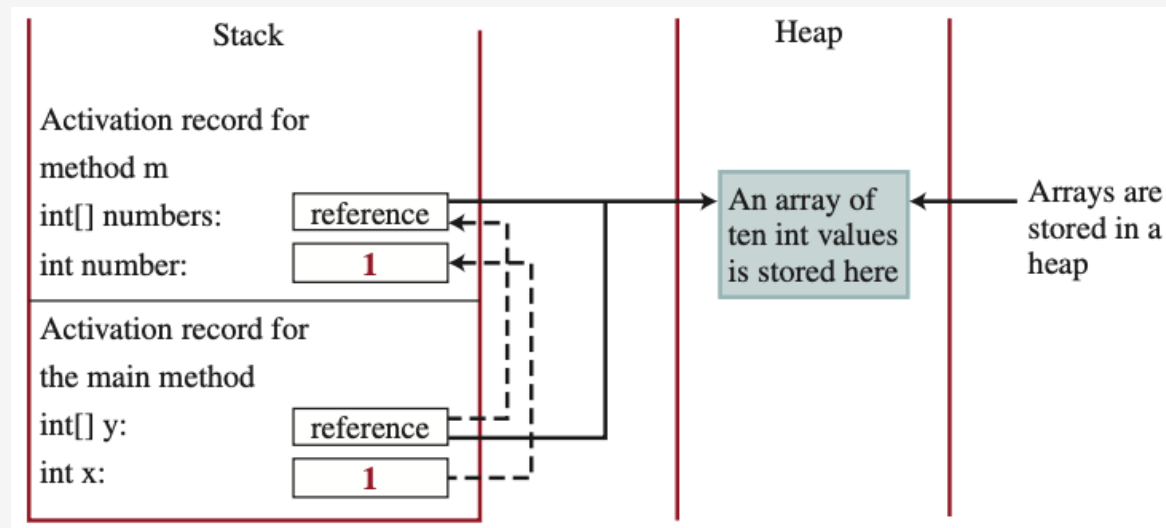 Stack
Heap
Activation record for
method m
int[] numbers:
reference
int number:
1
Activation record for
the main method
int[] y:
reference
int x:
1
An array of
ten int values
is stored here
Arrays are
stored in a
heap